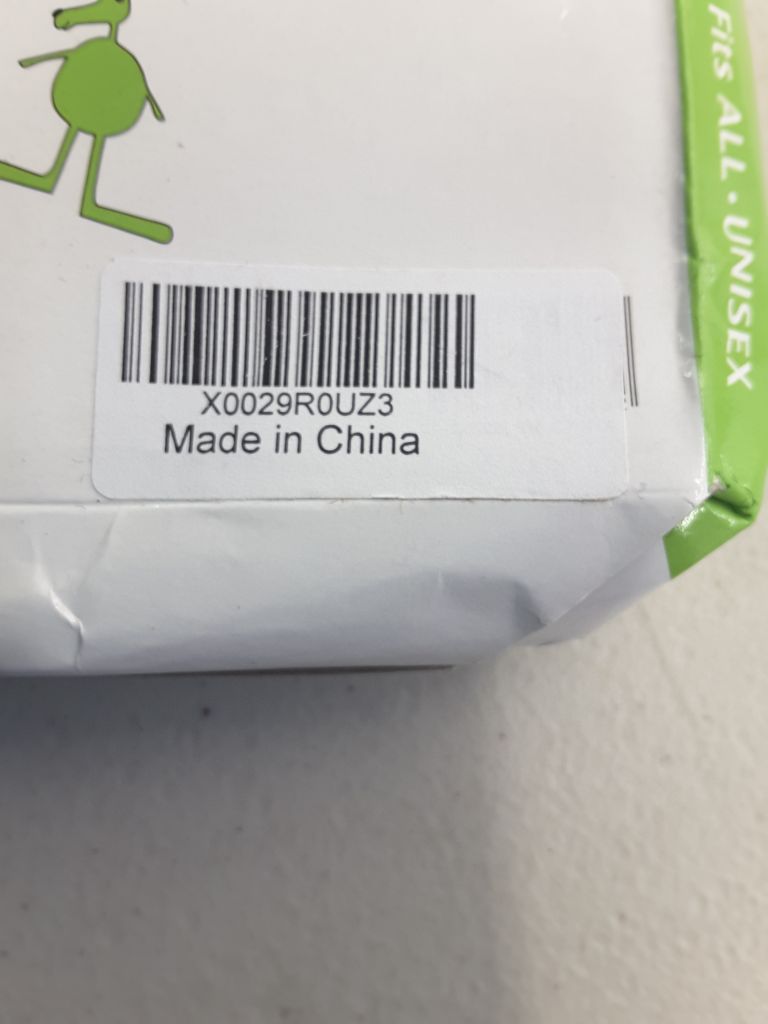 Fits ALL · UNISEX
X0029R0UZ3
Made in China